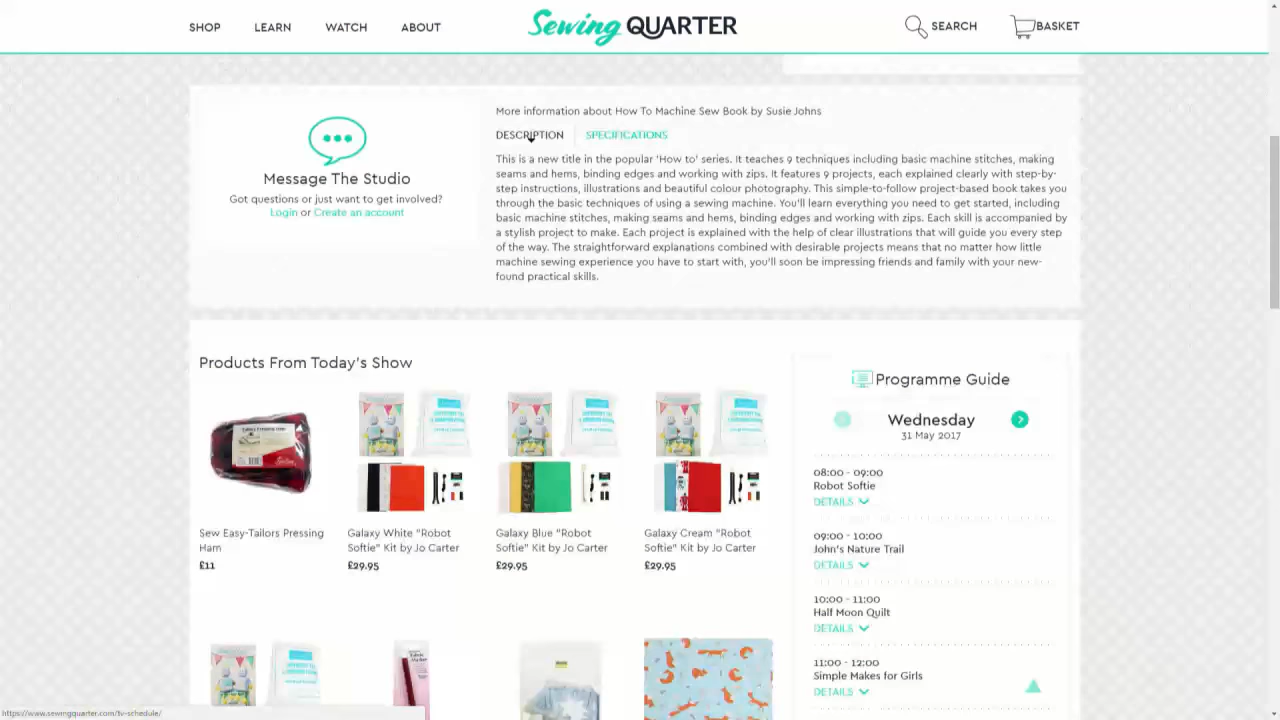 SHOP LEARN WATCH ABOUT Sewing QUARTER SEARCH BASKET
Message The Studio
Got questions or just want to get involved?
Login or Create an account
More information about How To Machine Sew Book by Susie Johns
DESCRIPTION SPECIFICATIONS
This is a new title in the popular 'How to' series. It teaches 9 techniques including basic machine stitches, making
seams and hems, binding edges and working with zips. It features 9 projects, each explained clearly with step-by-
step instructions, illustrations and beautiful colour photography. This simple-to-follow project-based book takes you
through the basic techniques of using a sewing machine. You'll learn everything you need to get started, including
basic machine stitches, making seams and hems, binding edges and working with zips. Each skill is accompanied by
a stylish project to make. Each project is explained with the help of clear illustrations that will guide you every step
of the way. The straightforward explanations combined with desirable projects means that no matter how little
machine sewing experience you have to start with, you'll soon be impressing friends and family with your new-
found practical skills.
Products From Today's Show
Sew Easy-Tailors Pressing
Ham
£11
Galaxy White "Robot
Softie" Kit by Jo Carter
£29.95
Galaxy Blue "Robot
Softie" Kit by Jo Carter
£29.95
Galaxy Cream "Robot
Softie" Kit by Jo Carter
£29.95
Programme Guide
Wednesday
31 May 2017
08:00 - 09:00
Robot Softie
DETAILS
09:00 - 10:00
John's Nature Trail
DETAILS
10:00 - 11:00
Half Moon Quilt
DETAILS
11:00 - 12:00
Simple Makes for Girls
DETAILS
https://www.sewingquarter.com/tv-schedule/